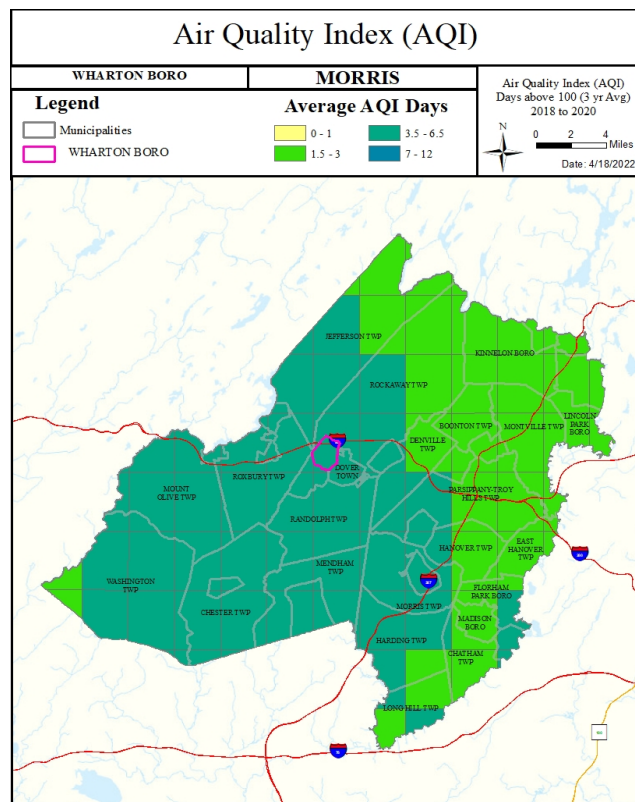 Air Quality Index (AQI)
WHARTON BORO
MORRIS
Legend
Municipalities
WHARTON BORO
Average AQI Days
0 - 1
3.5 - 6.5
1.5 - 3
7 - 12
Air Quality Index (AQI)
Days above 100 (3 yr Avg)
2018 to 2020
N
0 2 4
Miles
Date: 4/18/2022
JEFFERSON TWP
KINNELON BORO
ROCKAWAY TWP
LINCOLN
PARK
BORO
BOONTON TWP
MONTVILLE TWP
DENVILLE
TWP
DOVER
TOWN
ROXBURY TWP
MOUNT
OLIVE TWP
PARSIPPANY-TROY
HILLS TWP
RANDOLPH TWP
HANOVER TWP
EAST
HANOVER
TWP
MENDHAM
TWP
WASHINGTON
TWP
287
FLORHAM
PARK BORO
CHESTER TWP
MORRIS TWP
MADISON
BORO
HARDING TWP
CHATHAM
TWP
LONG HILL TWP